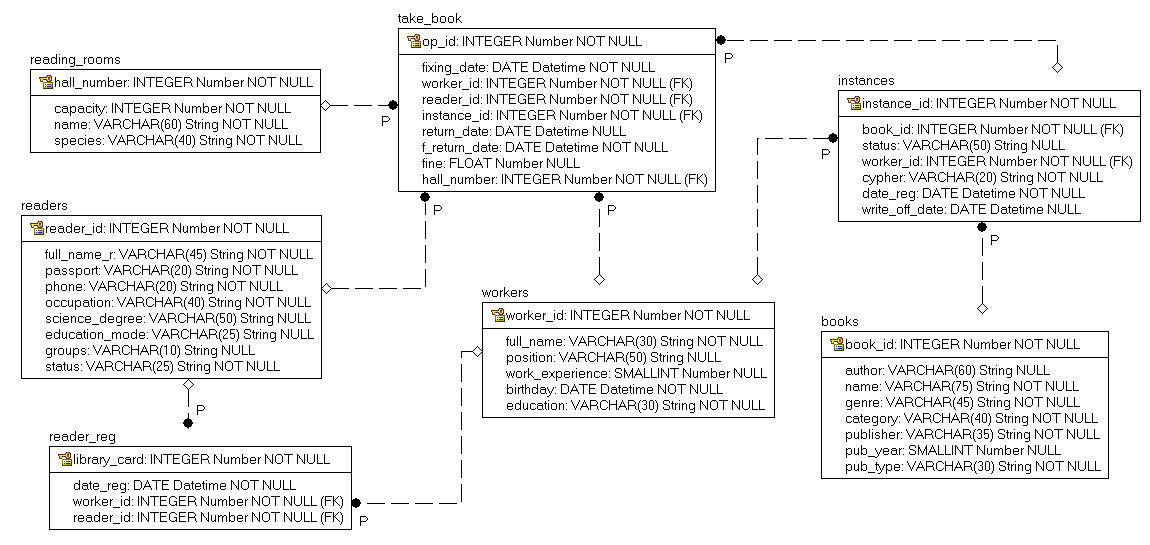 take_book
op_id: INTEGER Number NOT NULL
fixing_date: DATE Datetime NOT NULL
worker_id: INTEGER Number NOT NULL (FK)
reader_id: INTEGER Number NOT NULL (FK)
instance_id: INTEGER Number NOT NULL (FK)
return_date: DATE Datetime NULL
f_return_date: DATE Datetime NOT NULL
fine: FLOAT Number NULL
hall_number: INTEGER Number NOT NULL (FK)
P
P
P
P
reading_rooms
hall_number: INTEGER Number NOT NULL
capacity: INTEGER Number NOT NULL
name: VARCHAR(60) String NOT NULL
species: VARCHAR(40) String NOT NULL
instances
instance_id: INTEGER Number NOT NULL
book_id: INTEGER Number NOT NULL (FK)
status: VARCHAR(50) String NULL
worker_id: INTEGER Number NOT NULL (FK)
cypher: VARCHAR(20) String NOT NULL
date_reg: DATE Datetime NOT NULL
write_off_date: DATE Datetime NULL
P
P
readers
reader_id: INTEGER Number NOT NULL
full_name_r: VARCHAR(45) String NOT NULL
passport: VARCHAR(20) String NOT NULL
phone: VARCHAR(20) String NOT NULL
occupation: VARCHAR(40) String NOT NULL
science_degree: VARCHAR(50) String NULL
education_mode: VARCHAR(25) String NULL
groups: VARCHAR(10) String NULL
status: VARCHAR(25) String NULL
P
workers
worker_id: INTEGER Number NOT NULL
full_name: VARCHAR(30) String NOT NULL
position: VARCHAR(50) String NULL
work_experience: SMALLINT Number NULL
birthday: DATE Datetime NOT NULL
education: VARCHAR(30) String NOT NULL
books
book_id: INTEGER Number NOT NULL
author: VARCHAR(60) String NULL
name: VARCHAR(75) String NOT NULL
genre: VARCHAR(45) String NOT NULL
category: VARCHAR(40) String NOT NULL
publisher: VARCHAR(35) String NOT NULL
pub_year: SMALLINT Number NULL
pub_type: VARCHAR(30) String NOT NULL
reader_reg
library_card: INTEGER Number NOT NULL
date_reg: DATE Datetime NOT NULL
worker_id: INTEGER Number NOT NULL (FK)
reader_id: INTEGER Number NOT NULL (FK)
P